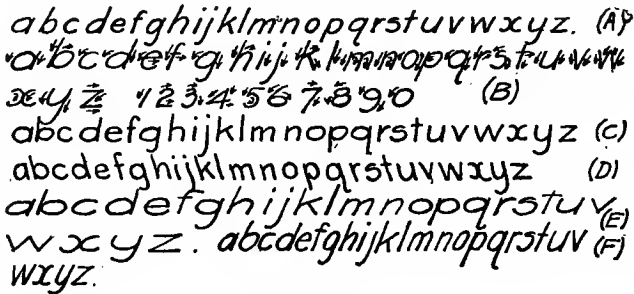 abcdefghijklmnopqrstuvwxyz. (A)
abcdefghijklmnopqrstuvw
xyz 1234567890 (B)
abcdefghijklmnopqrstuvwxyz (C)
abcdefghijklmnopqrstuvwxyz (D)
abcdefghijklmnopqrstuv (E)
wxyz. abcdefghijklmnopqrstuv (F)
wxyz.